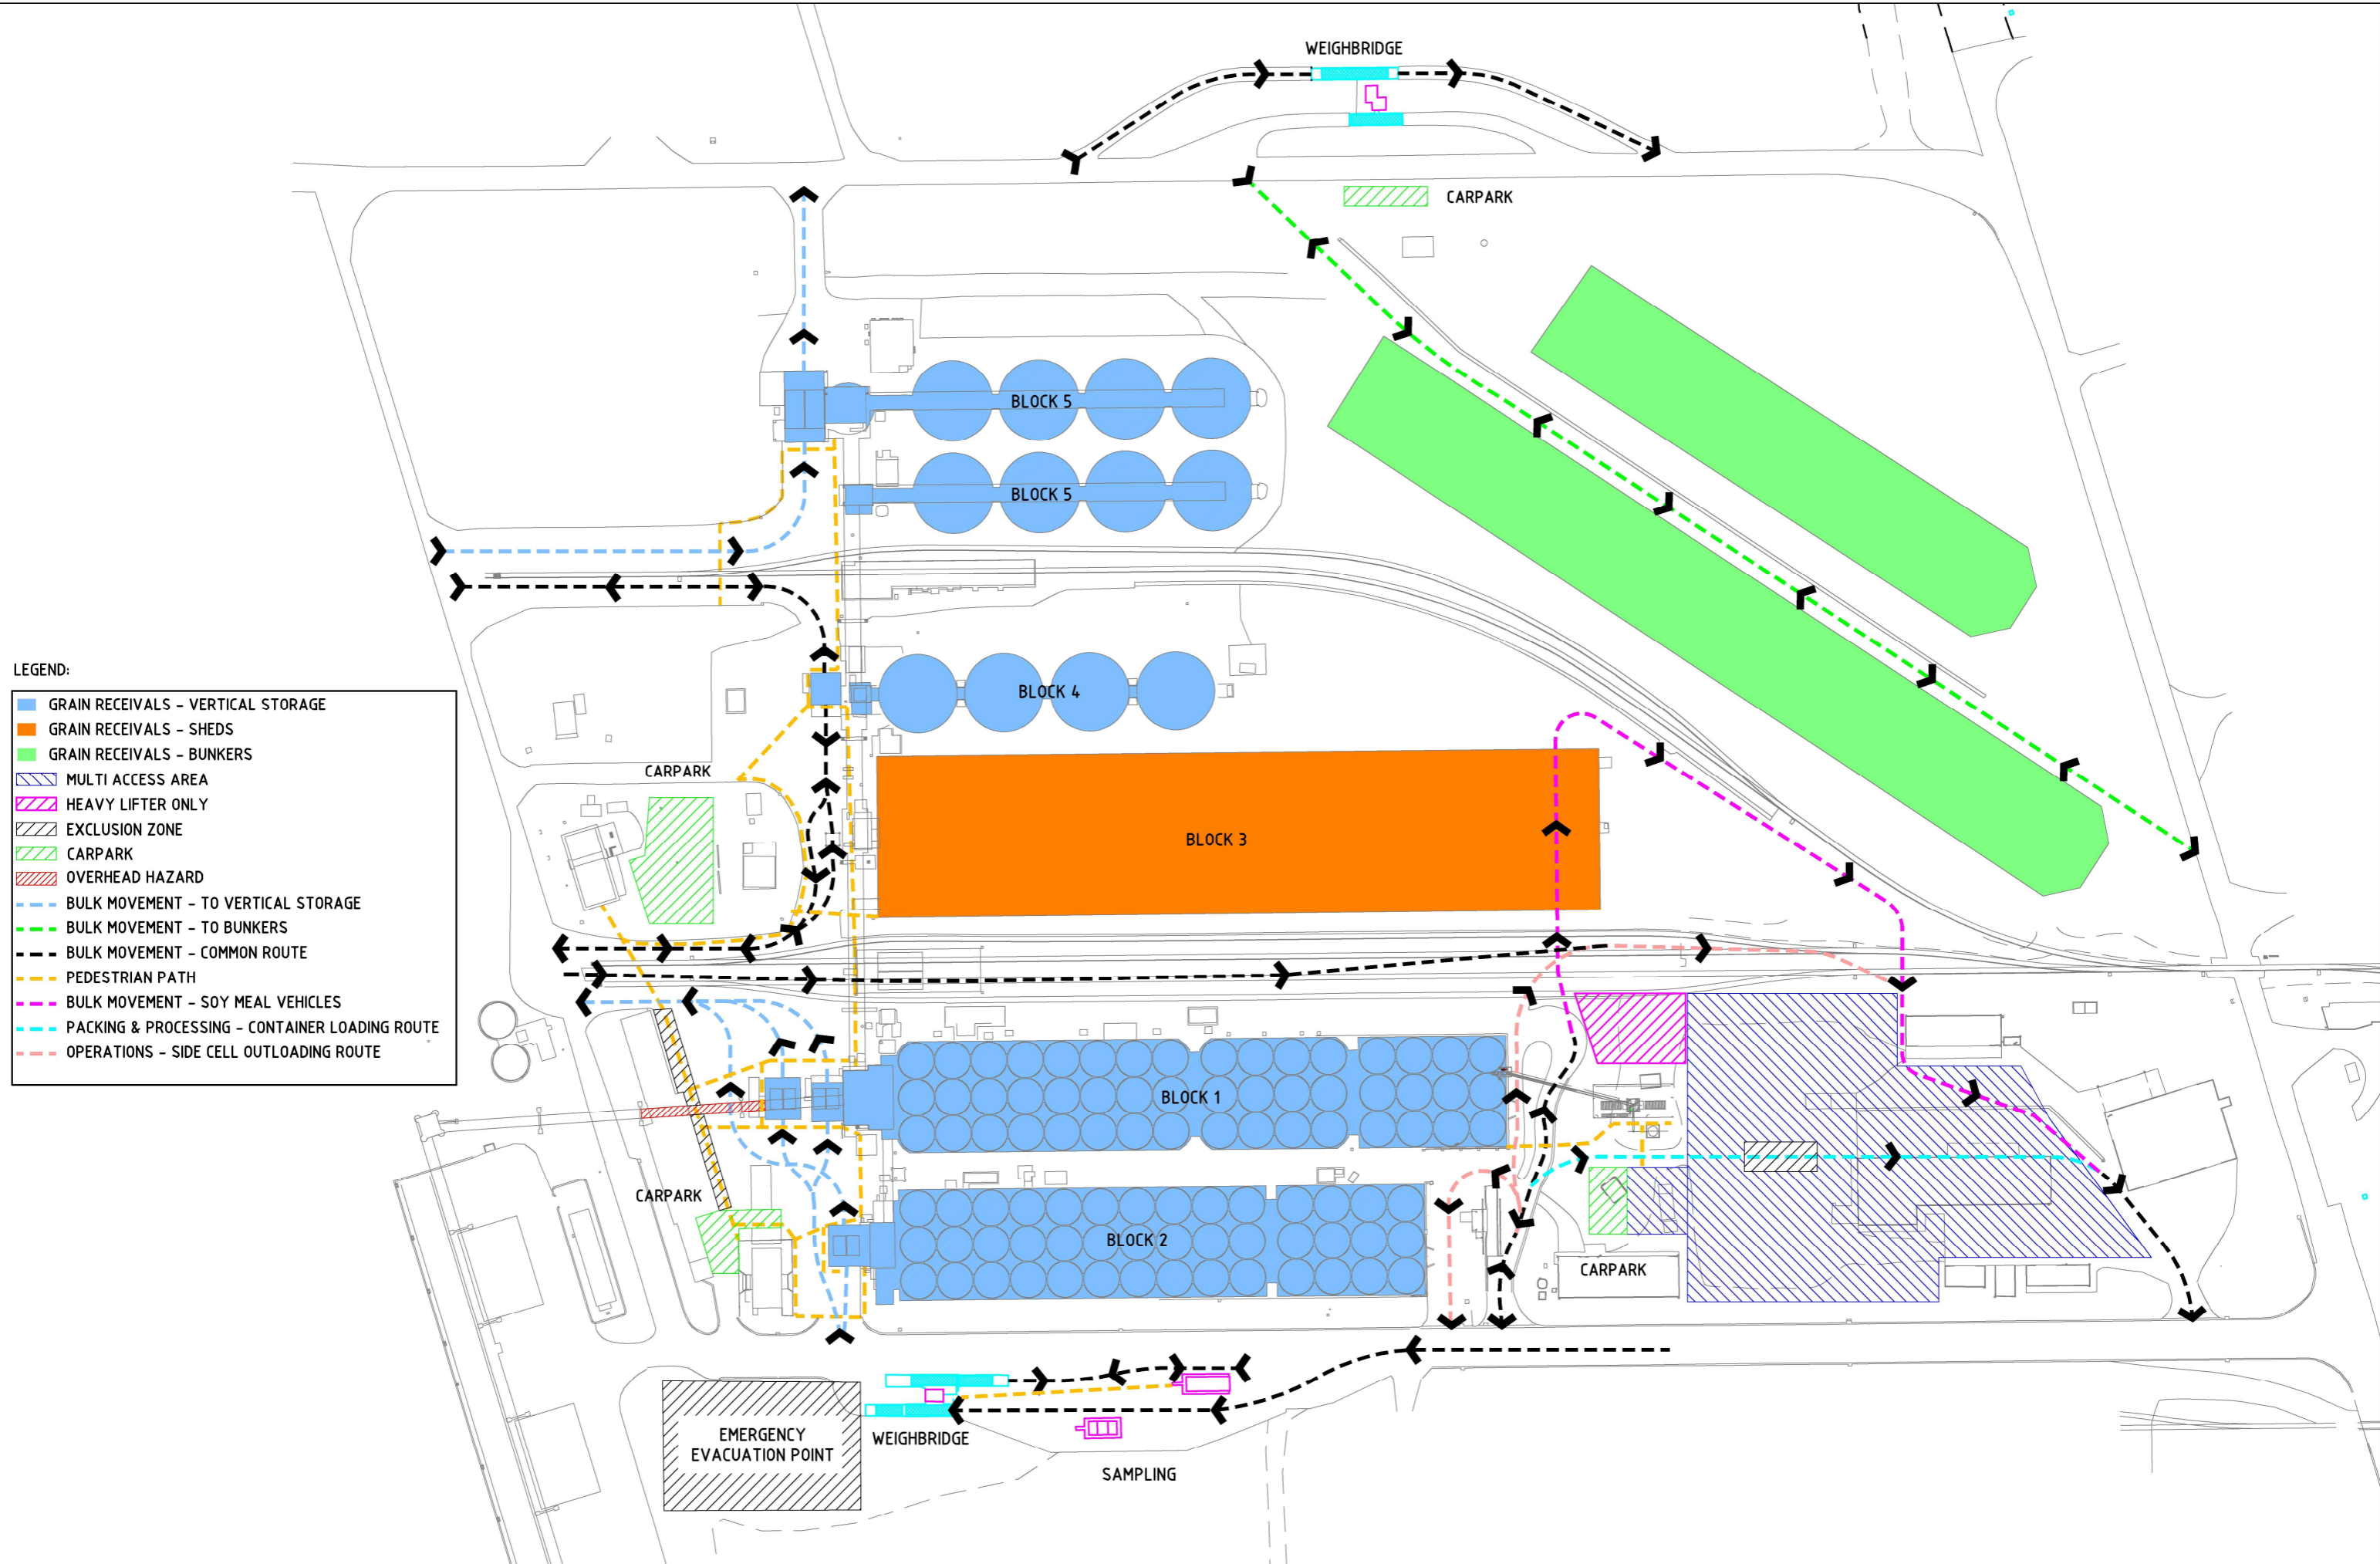 WEIGHBRIDGE
CARPARK
BLOCK 5
BLOCK 5
LEGEND:
GRAIN RECEIVALS – VERTICAL STORAGE
GRAIN RECEIVALS – SHEDS
GRAIN RECEIVALS – BUNKERS
MULTI ACCESS AREA
HEAVY LIFTER ONLY
EXCLUSION ZONE
CARPARK
OVERHEAD HAZARD
BULK MOVEMENT – TO VERTICAL STORAGE
BULK MOVEMENT – TO BUNKERS
BULK MOVEMENT – COMMON ROUTE
PEDESTRIAN PATH
BULK MOVEMENT – SOY MEAL VEHICLES
PACKING & PROCESSING – CONTAINER LOADING ROUTE
OPERATIONS – SIDE CELL OUTLOADING ROUTE
BLOCK 4
CARPARK
BLOCK 3
BLOCK 1
CARPARK
BLOCK 2
CARPARK
EMERGENCY
EVACUATION POINT
WEIGHBRIDGE
SAMPLING